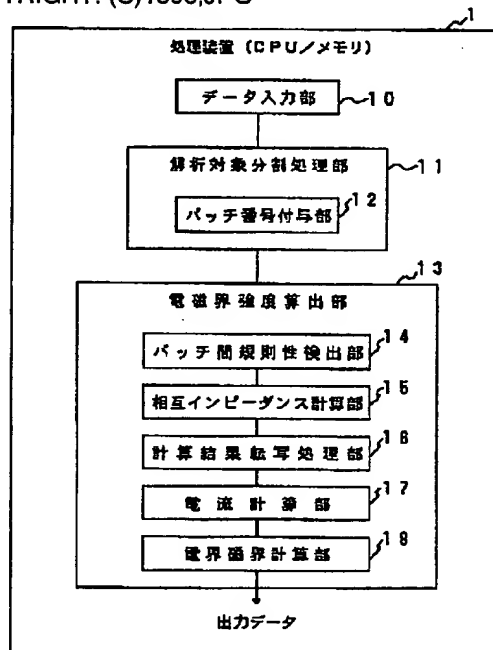 (C)1996,JPO
1
処理装置(CPU/メモリ)
データ入力部
10
解析対象分割処理部
11
パッチ番号付与部
12
13
電磁界強度算出部
パッチ間規則性検出部
14
相互インピーダンス計算部
15
計算結果転写処理部
16
電流計算部
17
電界磁界計算部
18
出力データ